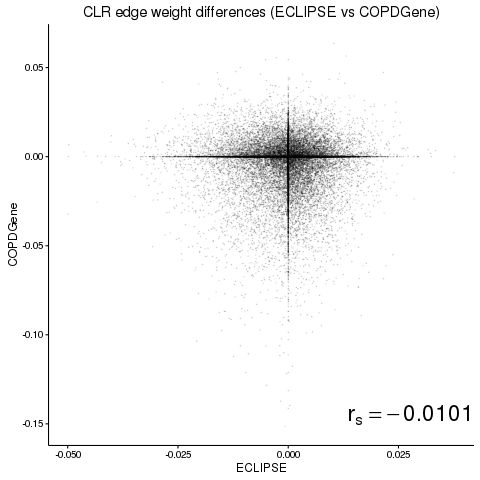 CLR edge weight differences (ECLIPSE vs COPDGene)
0.05
0.00
-0.05
-0.10
-0.15
COPDGene
r_s = −0.0101
-0.050 -0.025 0.000 0.025
ECLIPSE